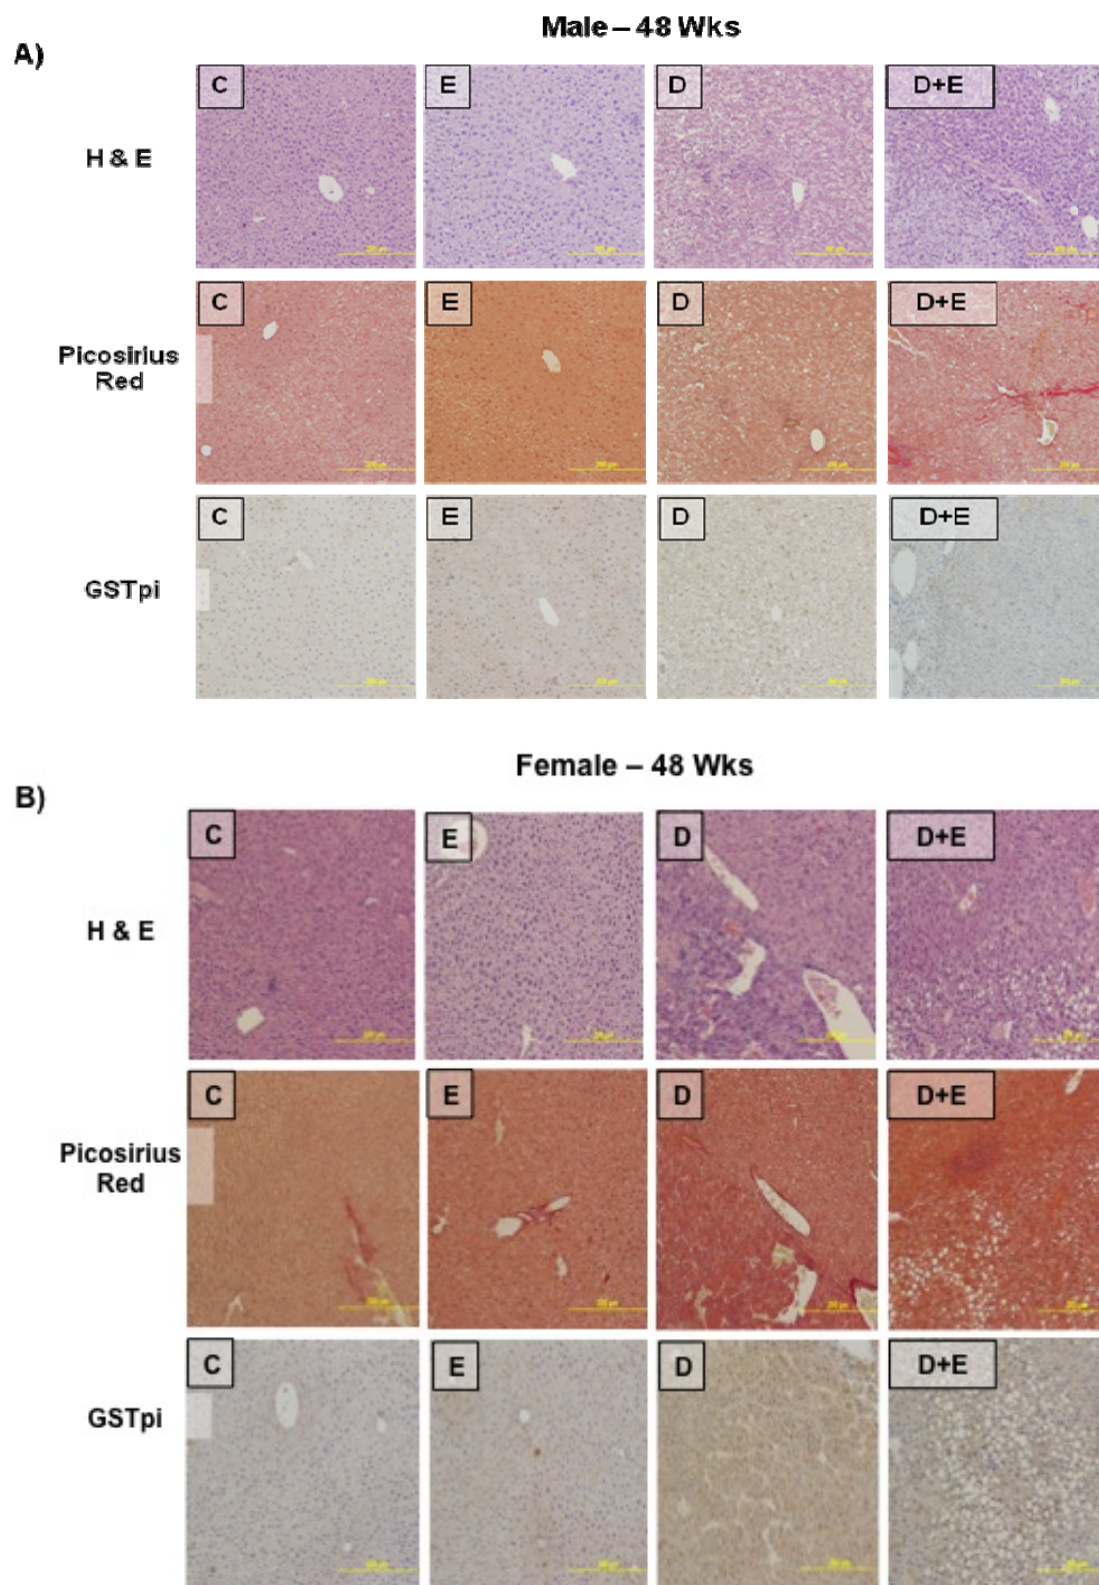 Male – 48 Wks
A)
C E D D+E
H & E
C E D D+E
Picosirius
Red
C E D D+E
GSTpi
Female – 48 Wks
B)
C E D D+E
H & E
C E D D+E
Picosirius
Red
C E D D+E
GSTpi